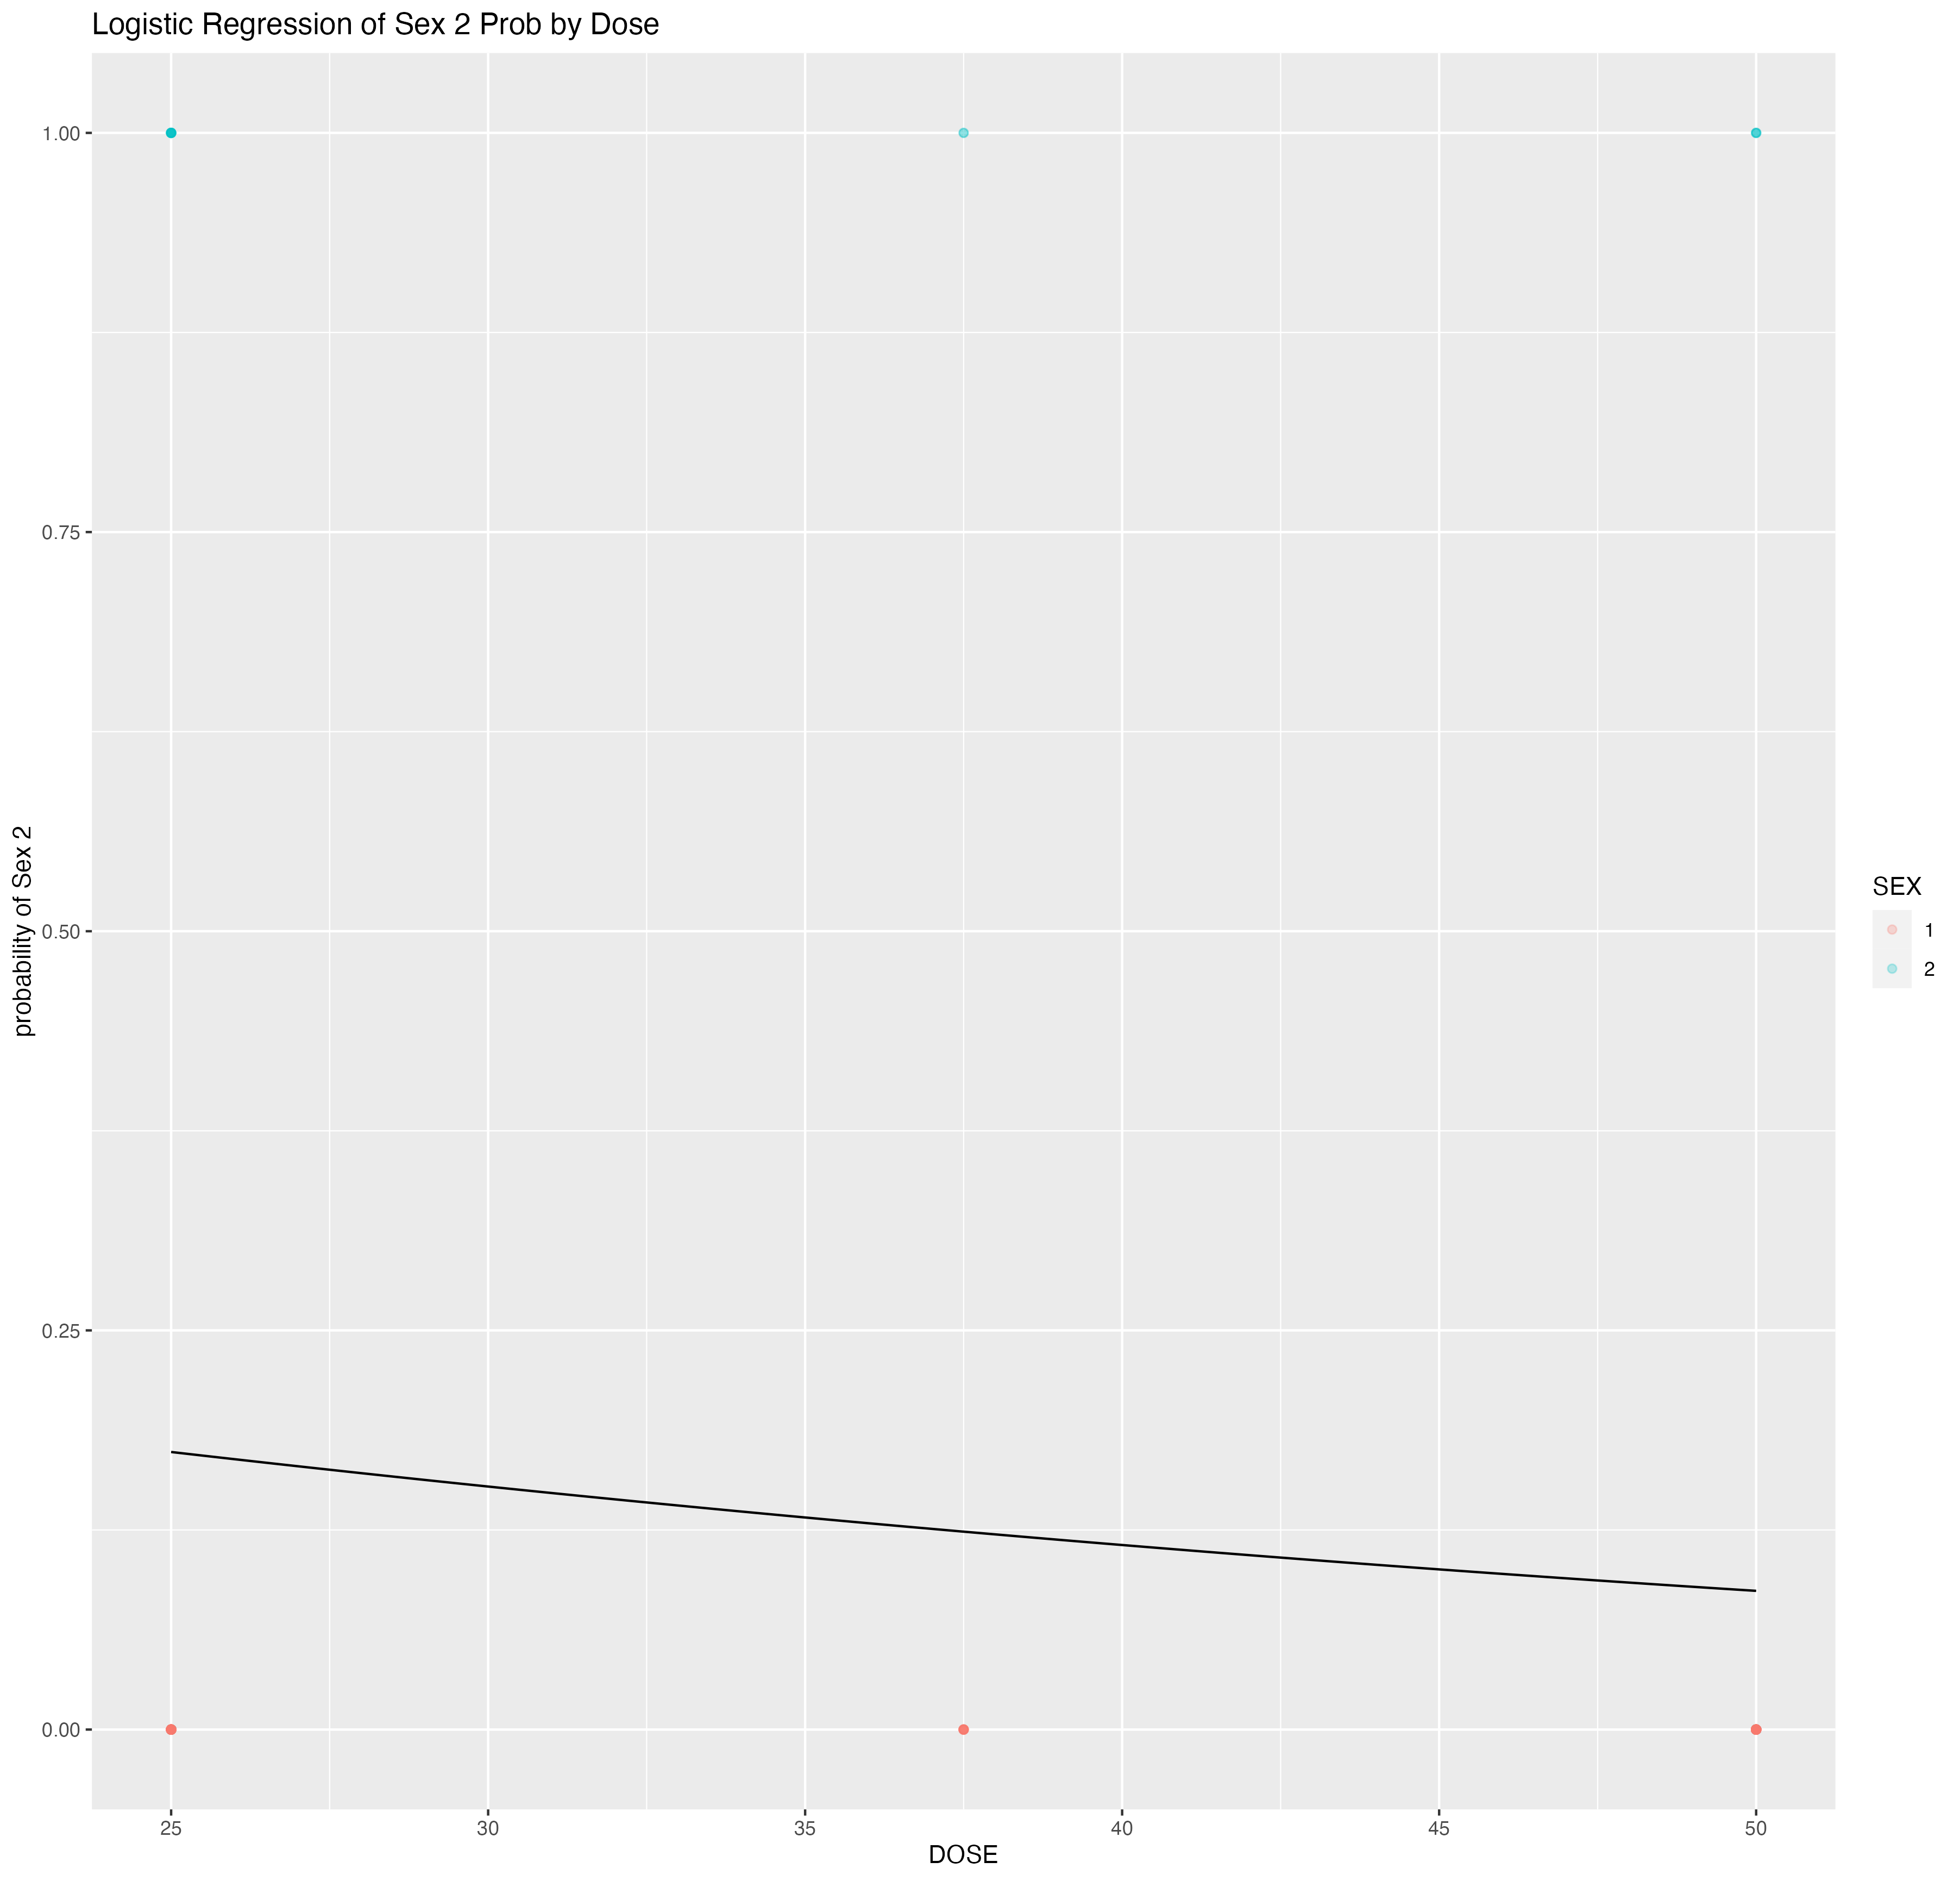 Logistic Regression of Sex 2 Prob by Dose
1.00
0.75
0.50
0.25
0.00
probability of Sex 2
25 30 35 40 45 50
DOSE
SEX
1
2